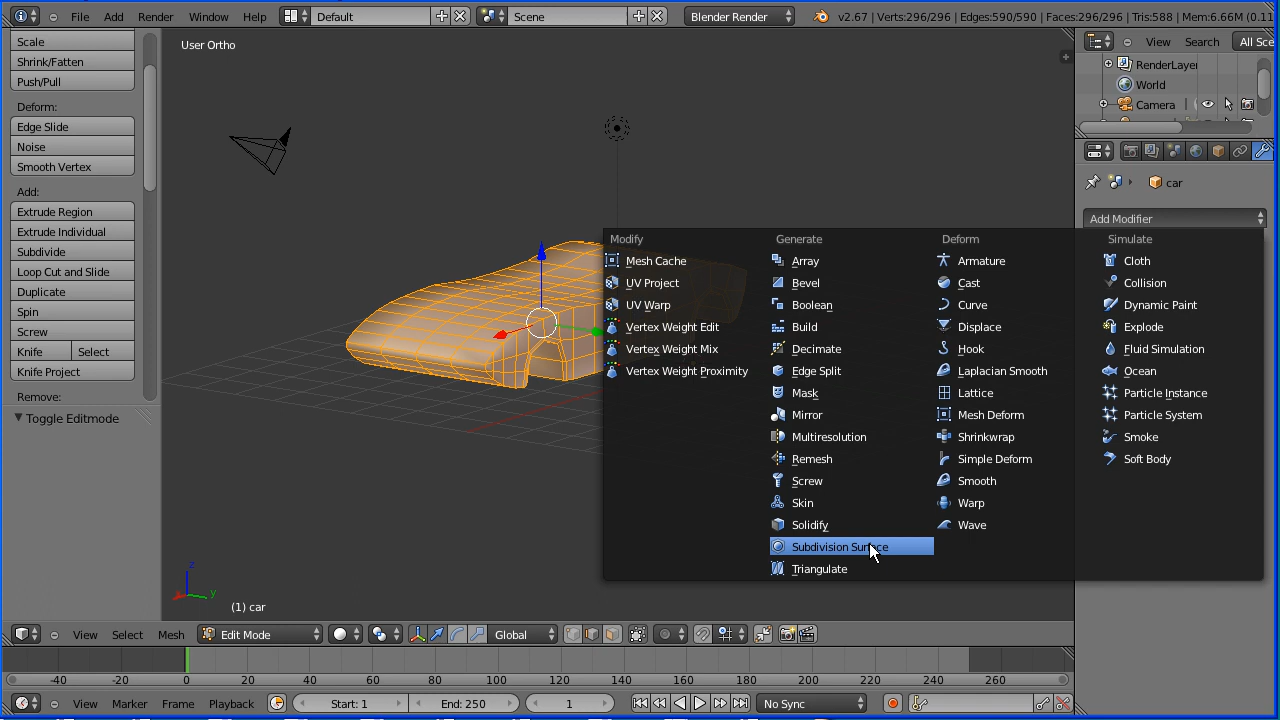 File Add Render Window Help Default Scene Blender Render v2.67 | Verts:296/296 | Edges:590/590 | Faces:296/296 | Tris:588 | Mem:6.66M (0.11
Scale
Shrink/Fatten
Push/Pull
Deform:
Edge Slide
Noise
Smooth Vertex
Add:
Extrude Region
Extrude Individual
Subdivide
Loop Cut and Slide
Duplicate
Spin
Screw
Knife Select
Knife Project
Remove:
Toggle Editmode
User Ortho
z
y
(1) car
View Search All Sce
RenderLayer
World
Camera
car
Add Modifier
Modify
Mesh Cache
UV Project
UV Warp
Vertex Weight Edit
Vertex Weight Mix
Vertex Weight Proximity
Generate
Array
Bevel
Boolean
Build
Decimate
Edge Split
Mask
Mirror
Multiresolution
Remesh
Screw
Skin
Solidify
Subdivision Surface
Triangulate
Deform
Armature
Cast
Curve
Displace
Hook
Laplacian Smooth
Lattice
Mesh Deform
Shrinkwrap
Simple Deform
Smooth
Warp
Wave
Simulate
Cloth
Collision
Dynamic Paint
Explode
Fluid Simulation
Ocean
Particle Instance
Particle System
Smoke
Soft Body
View Select Mesh Edit Mode Global
-40 -20 0 20 40 60 80 100 120 140 160 180 200 220 240 260
View Marker Frame Playback Start: 1 End: 250 1 No Sync